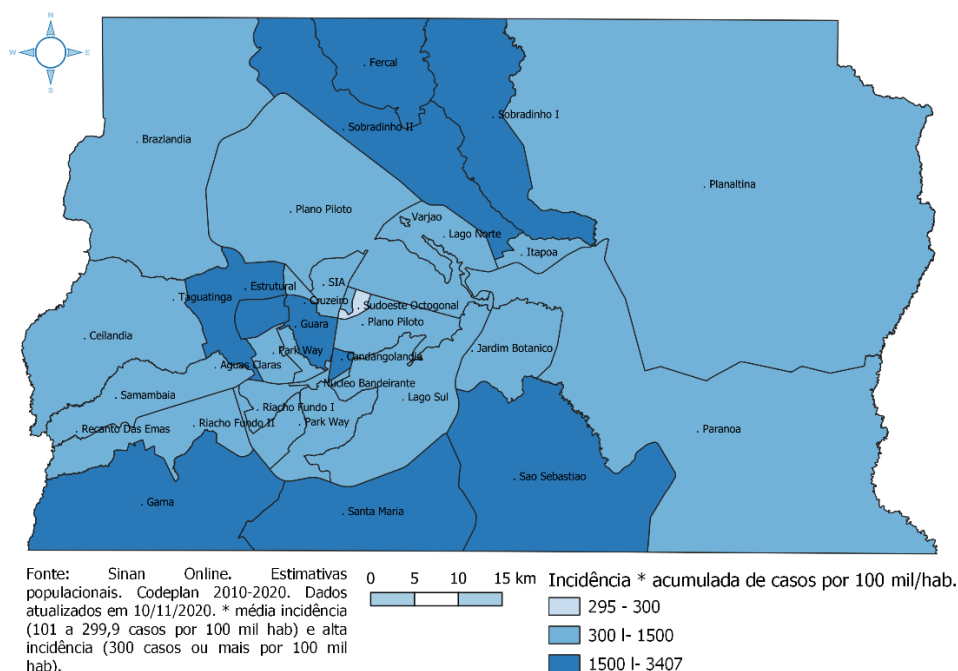 N
W E
S
. Fercal
. Sobradinho I
. Sobradinho II
. Brazlandia
. Planaltina
. Plano Piloto
Varjao
. Lago Norte
. Itapoa
. SIA
. Estrutural
. Taguatinga
. Cruzeiro
. Sudoeste Octogonal
. Guara
. Plano Piloto
. Ceilandia
. Jardim Botanico
. Park Way
. Candangolandia
. Aguas Claras
. Nucleo Bandeirante
. Samambaia
. Lago Sul
. Riacho Fundo I
. Recanto Das Emas
. Riacho Fundo II
. Park Way
. Paranoa
. Sao Sebastiao
. Gama
. Santa Maria
Fonte: Sinan Online. Estimativas
populacionais. Codeplan 2010-2020. Dados
atualizados em 10/11/2020. * média incidência
(101 a 299,9 casos por 100 mil hab) e alta
incidência (300 casos ou mais por 100 mil
hab).
0 5 10 15 km
Incidência * acumulada de casos por 100 mil/hab.
295 - 300
300 l- 1500
1500 l- 3407